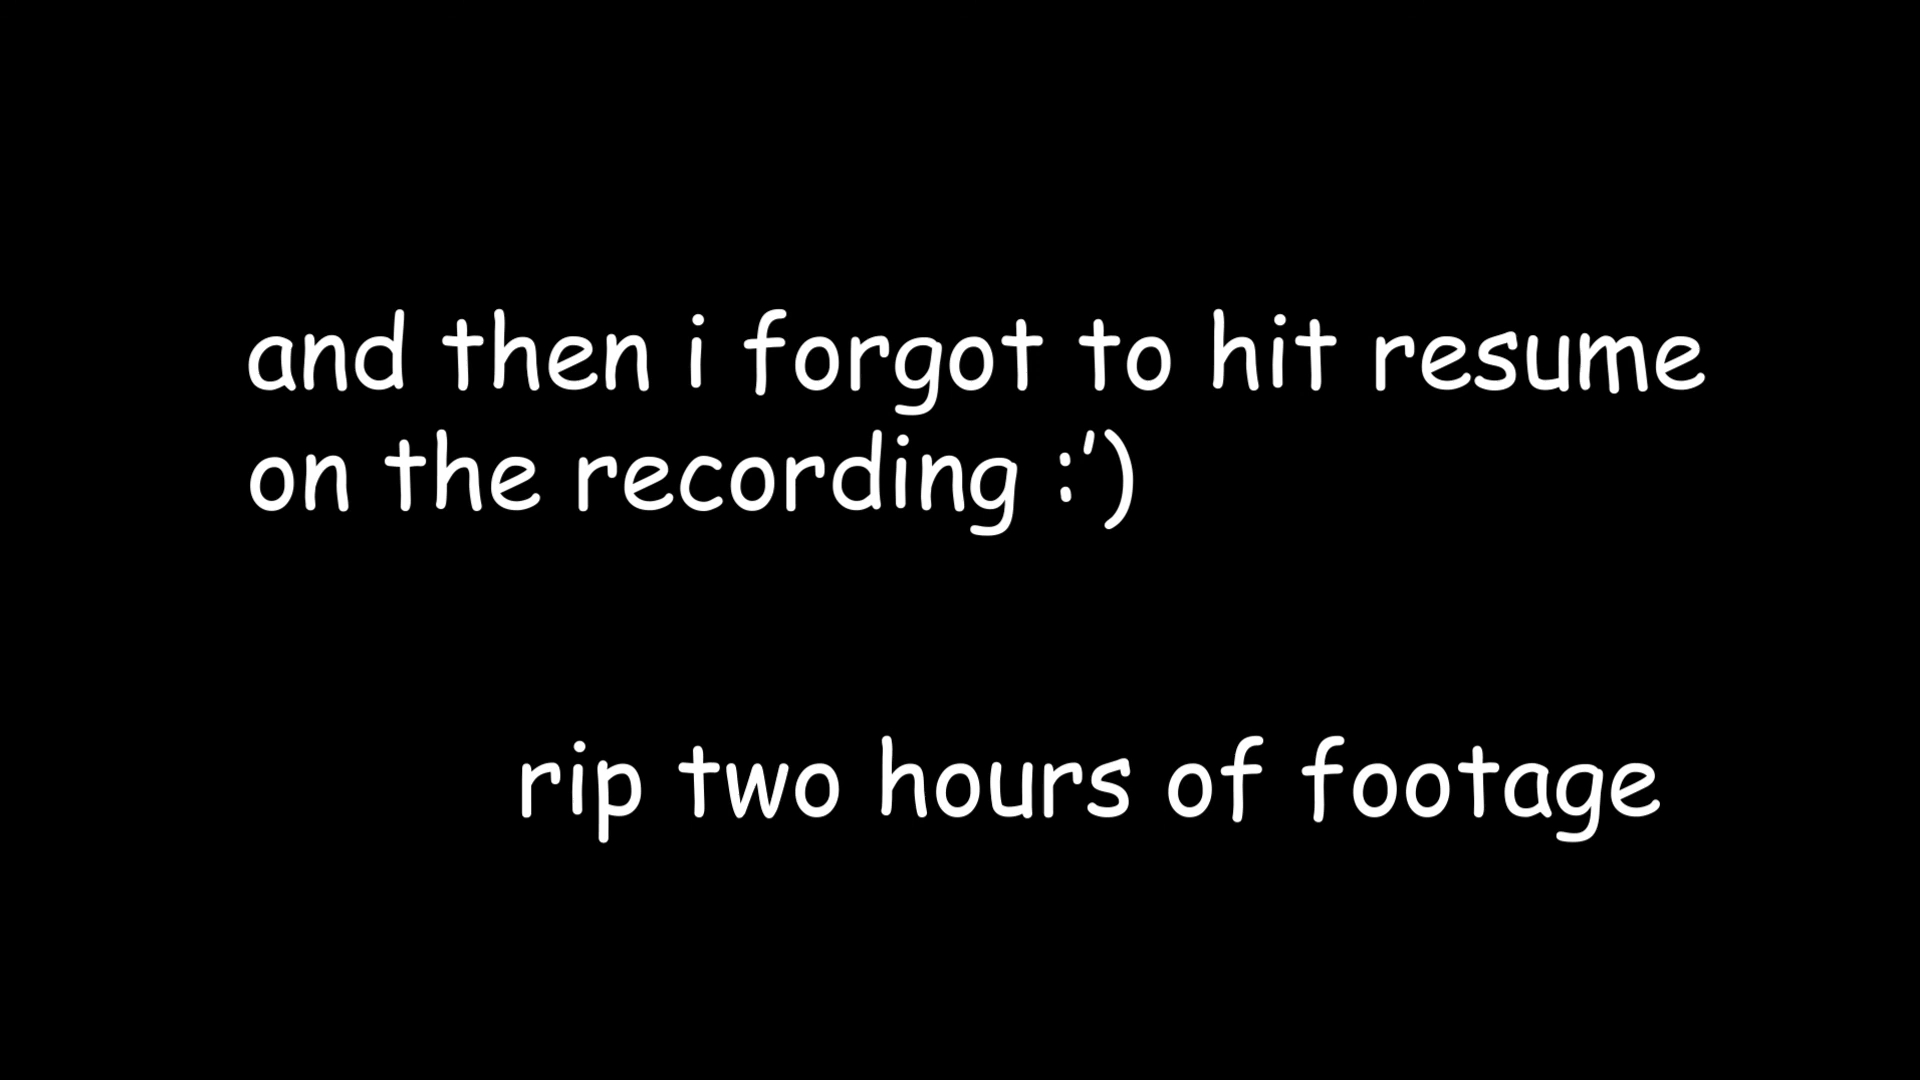 and then i forgot to hit resume
on the recording :')
rip two hours of footage